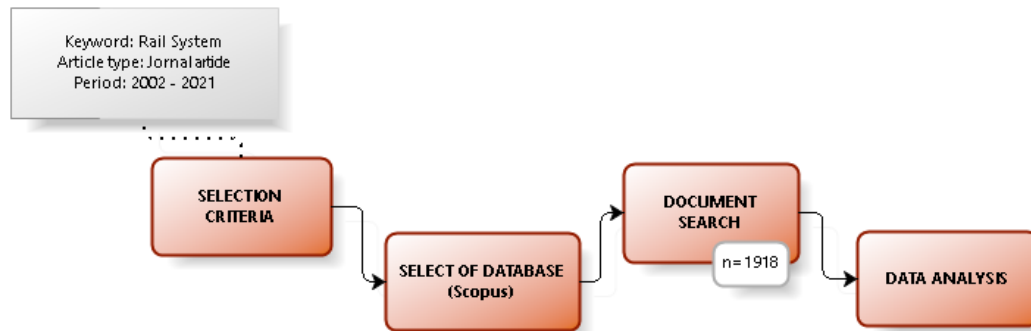 Keyword: Rail System
Article type: Jornal artide
Period: 2002 - 2021
SELECTION
CRITERIA
SELECT OF DATABASE
(Scopus)
DOCUMENT
SEARCH
n= 1918
DATA ANALYSIS